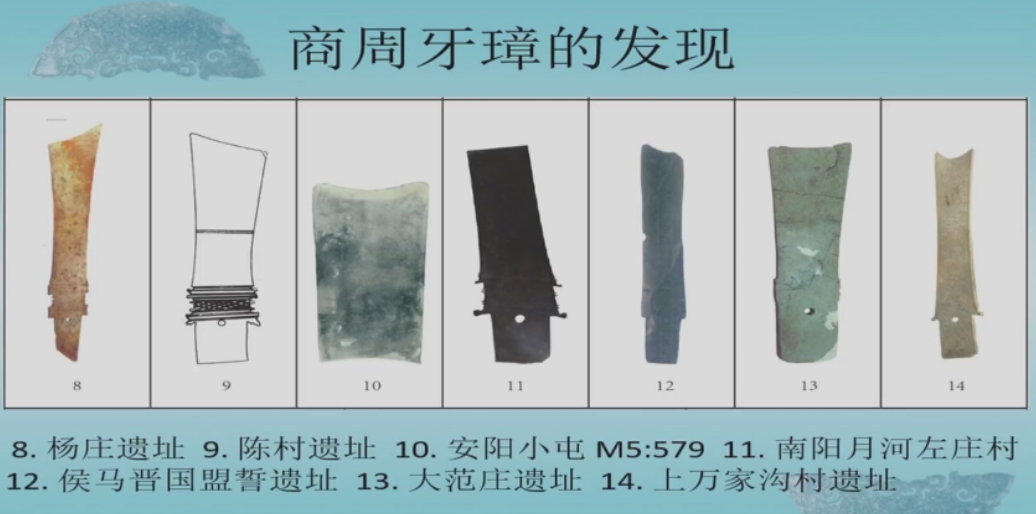 商周牙璋的发现
8 9 10 11 12 13 14
8. 杨庄遗址 9. 陈村遗址 10. 安阳小屯 M5:579 11. 南阳月河左庄村
12. 侯马晋国盟誓遗址 13. 大范庄遗址 14. 上万家沟村遗址